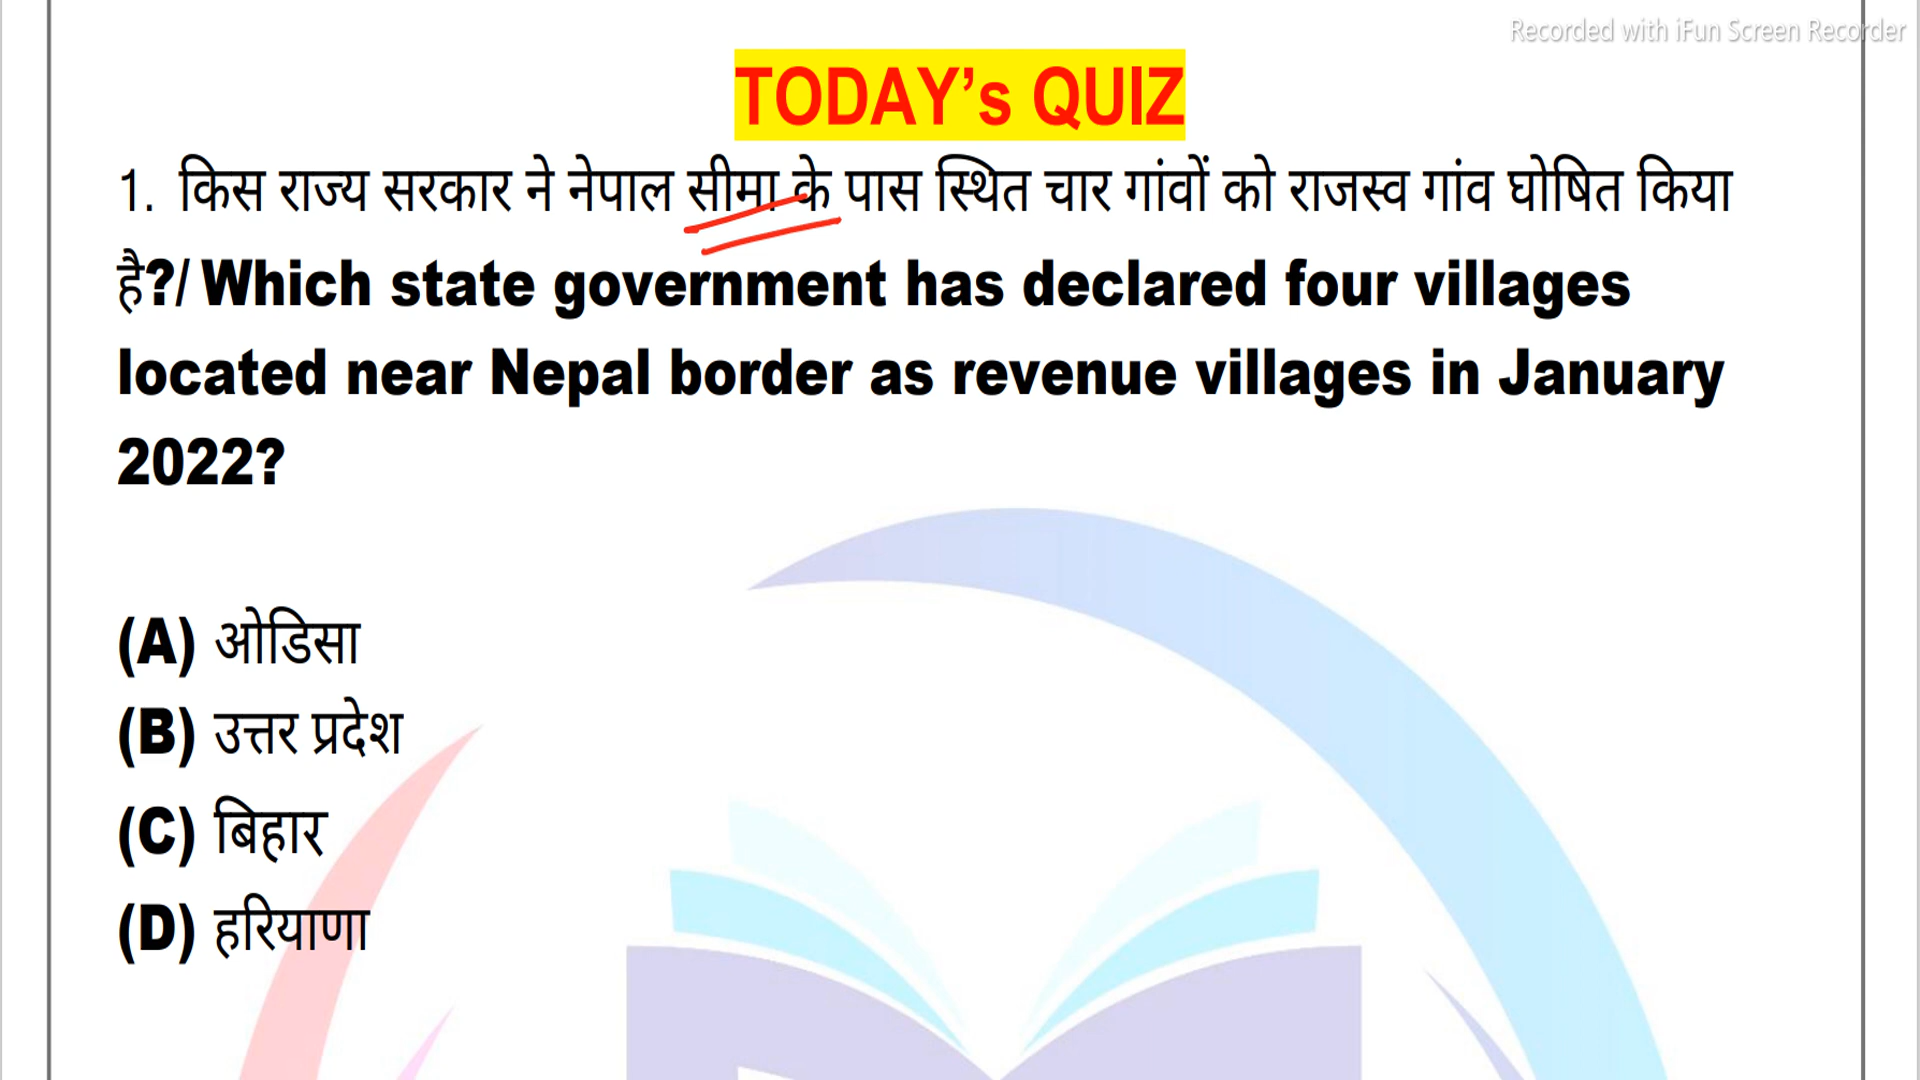 Recorded with iFun Screen Recorder
TODAY’s QUIZ
1. किस राज्य सरकार ने नेपाल सीमा के पास स्थित चार गांवों को राजस्व गांव घोषित किया
है?/ Which state government has declared four villages
located near Nepal border as revenue villages in January
2022?
(A) ओडिसा
(B) उत्तर प्रदेश
(C) बिहार
(D) हरियाणा